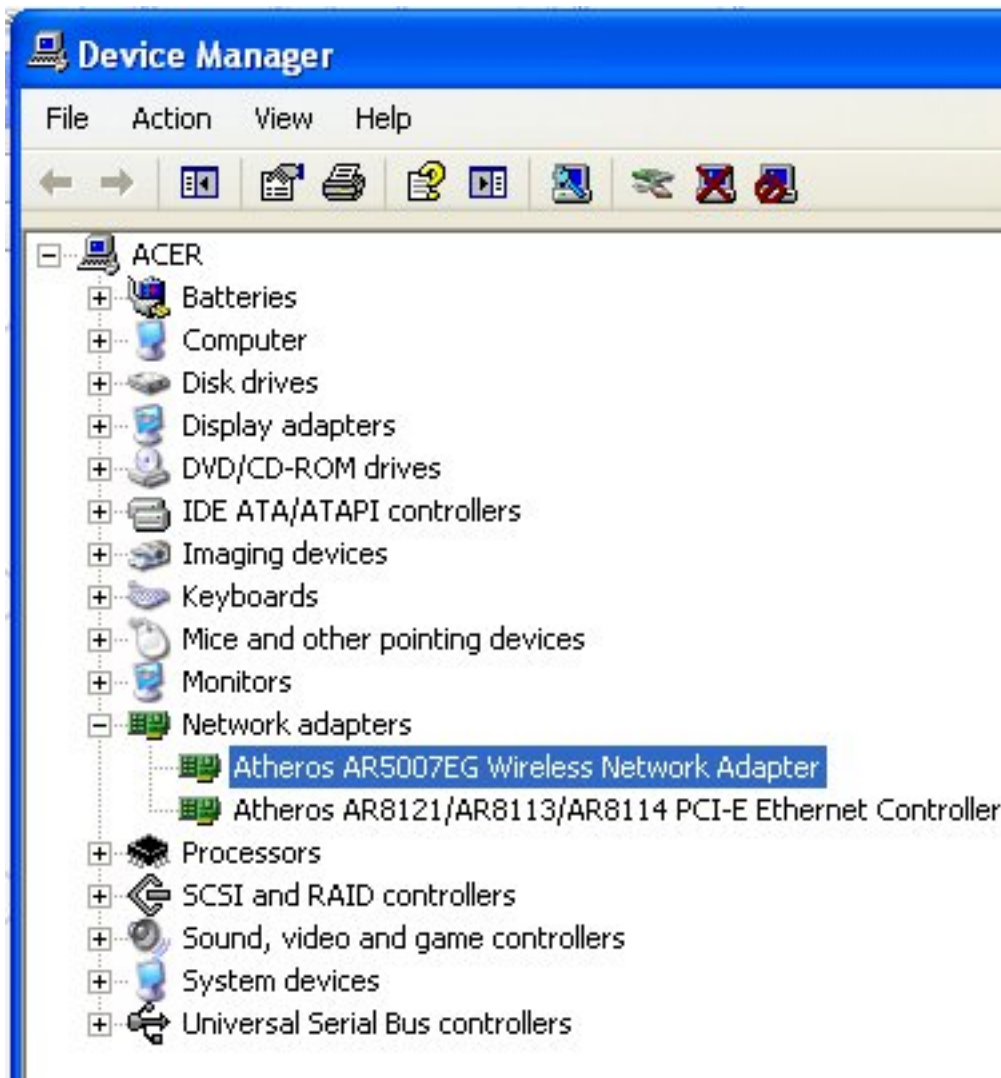 Device Manager
File Action View Help
ACER
Batteries
Computer
Disk drives
Display adapters
DVD/CD-ROM drives
IDE ATA/ATAPI controllers
Imaging devices
Keyboards
Mice and other pointing devices
Monitors
Network adapters
Atheros AR5007EG Wireless Network Adapter
Atheros AR8121/AR8113/AR8114 PCI-E Ethernet Controller
Processors
SCSI and RAID controllers
Sound, video and game controllers
System devices
Universal Serial Bus controllers